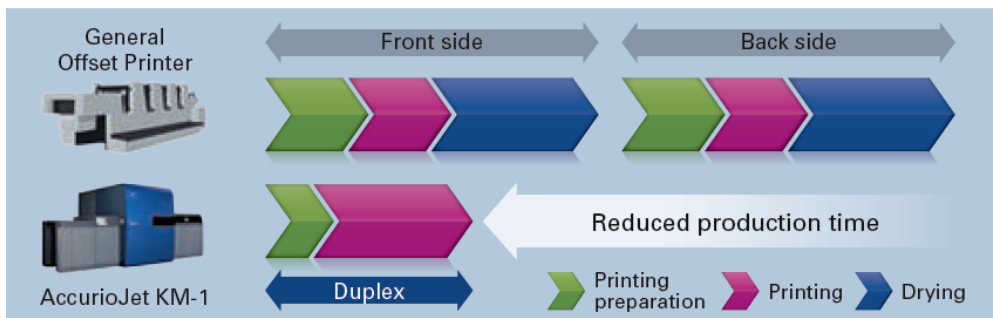 General
Offset Printer
Front side
Back side
AccurioJet KM-1
Duplex
Reduced production time
Printing
preparation
Printing
Drying